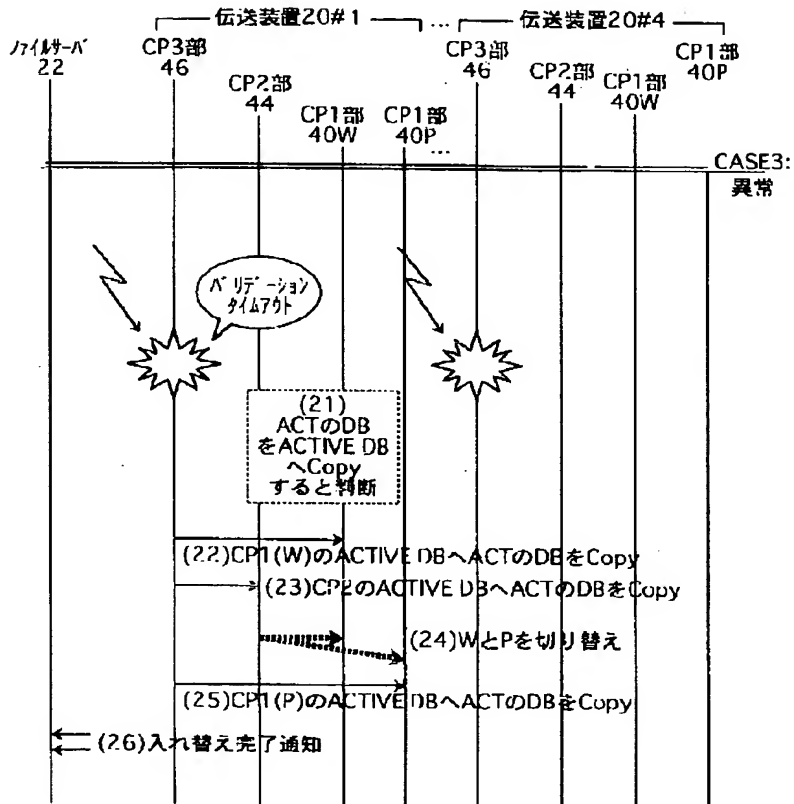 伝送装置20#1 ... 伝送装置20#4
ファイルサーバ
22
CP3部
46
CP2部
44
CP1部
40W
CP1部
40P
...
CP3部
46
CP2部
44
CP1部
40W
CP1部
40P
CASE3:
異常
バリデーション
タイムアウト
(21)
ACTのDB
をACTIVE DB
へCopy
すると判断
(22)CP1(W)のACTIVE DBへACTのDBをCopy
(23)CP2のACTIVE DBへACTのDBをCopy
(24)WとPを切り替え
(25)CP1(P)のACTIVE DBへACTのDBをCopy
(26)入れ替え完了通知